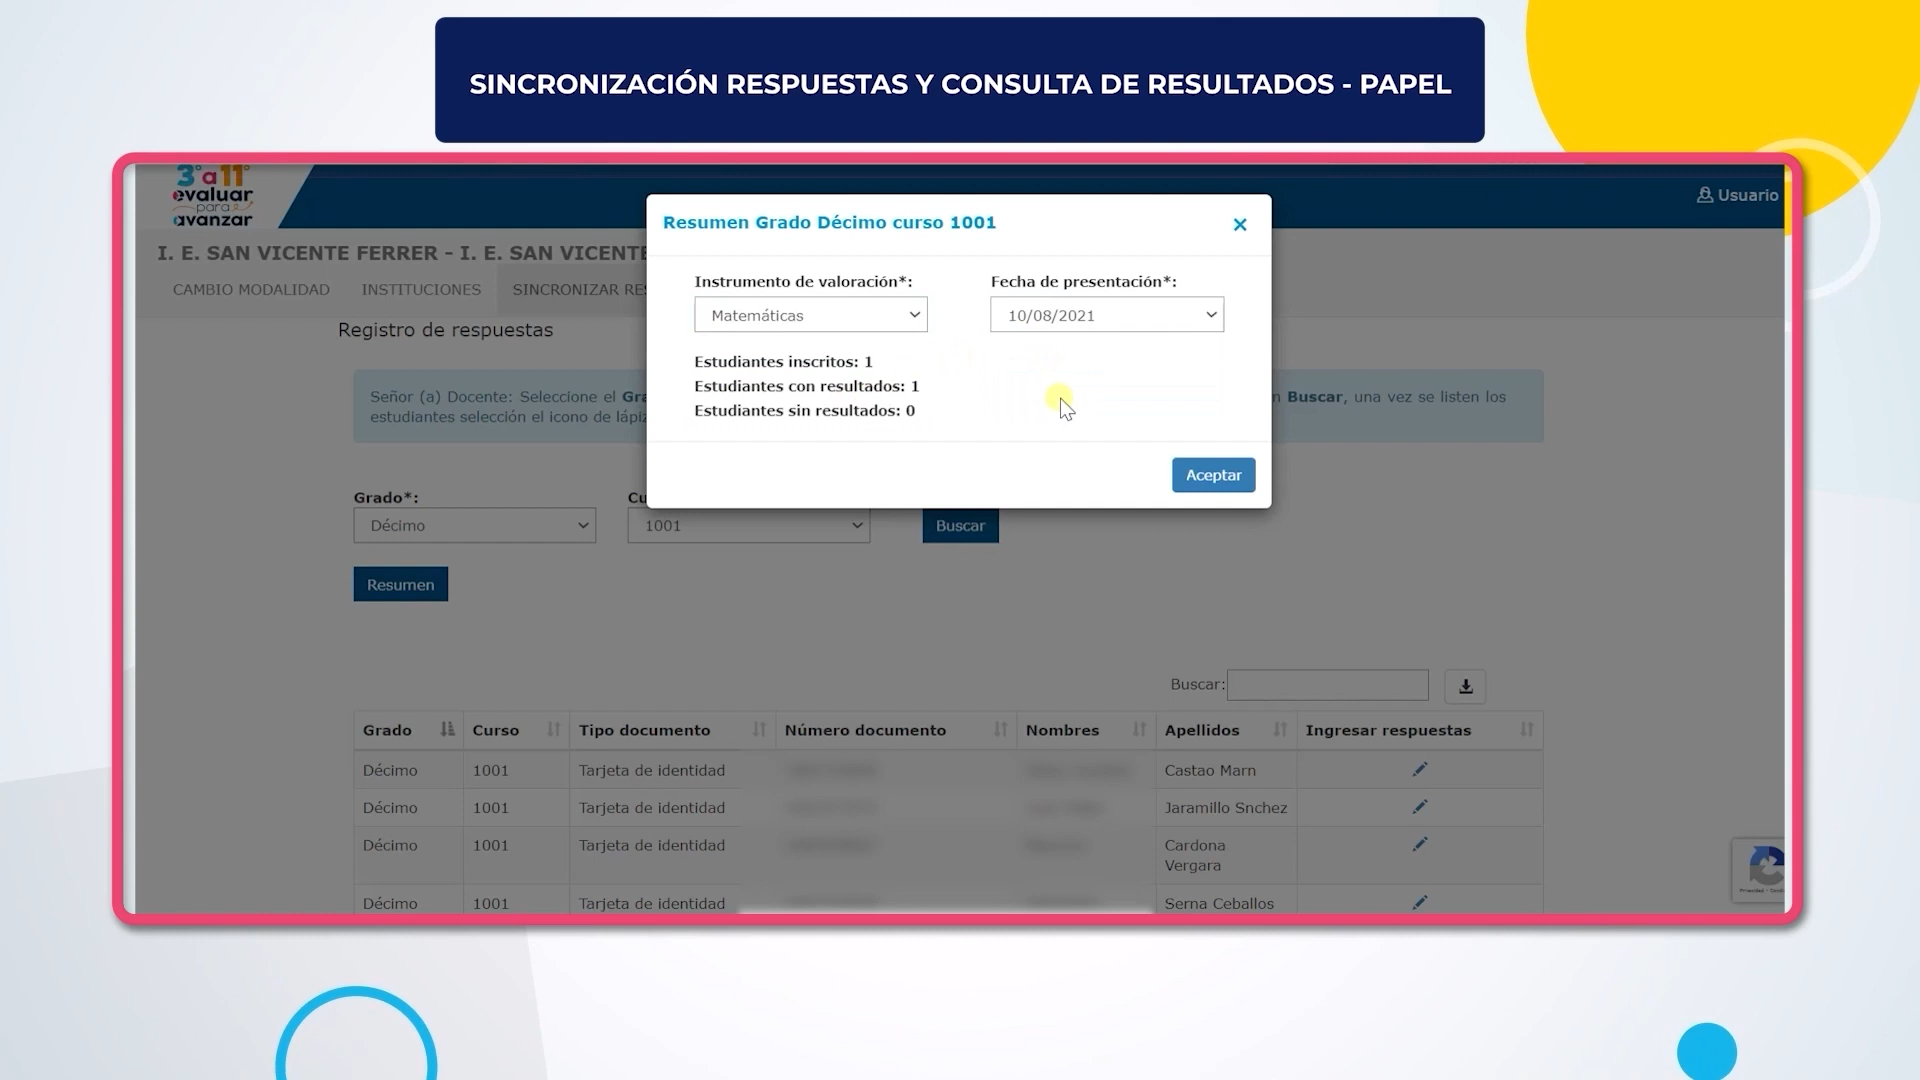 SINCRONIZACIÓN RESPUESTAS Y CONSULTA DE RESULTADOS - PAPEL
3° a 11°
evaluar
para
avanzar
Usuario
I. E. SAN VICENTE FERRER - I. E. SAN VICENTE
CAMBIO MODALIDAD INSTITUCIONES SINCRONIZAR RES
Registro de respuestas
Señor (a) Docente: Seleccione el Gra
n Buscar, una vez se listen los
estudiantes selección el icono de lápiz
Resumen Grado Décimo curso 1001
Instrumento de valoración*: Fecha de presentación*:
Matemáticas 10/08/2021
Estudiantes inscritos: 1
Estudiantes con resultados: 1
Estudiantes sin resultados: 0
Aceptar
Grado*: Cu
Décimo 1001 Buscar
Resumen
Buscar:
Grado Curso Tipo documento Número documento Nombres Apellidos Ingresar respuestas
Décimo 1001 Tarjeta de identidad Castao Marn
Décimo 1001 Tarjeta de identidad Jaramillo Snchez
Décimo 1001 Tarjeta de identidad Cardona
Vergara
Décimo 1001 Tarjeta de identidad Serna Ceballos